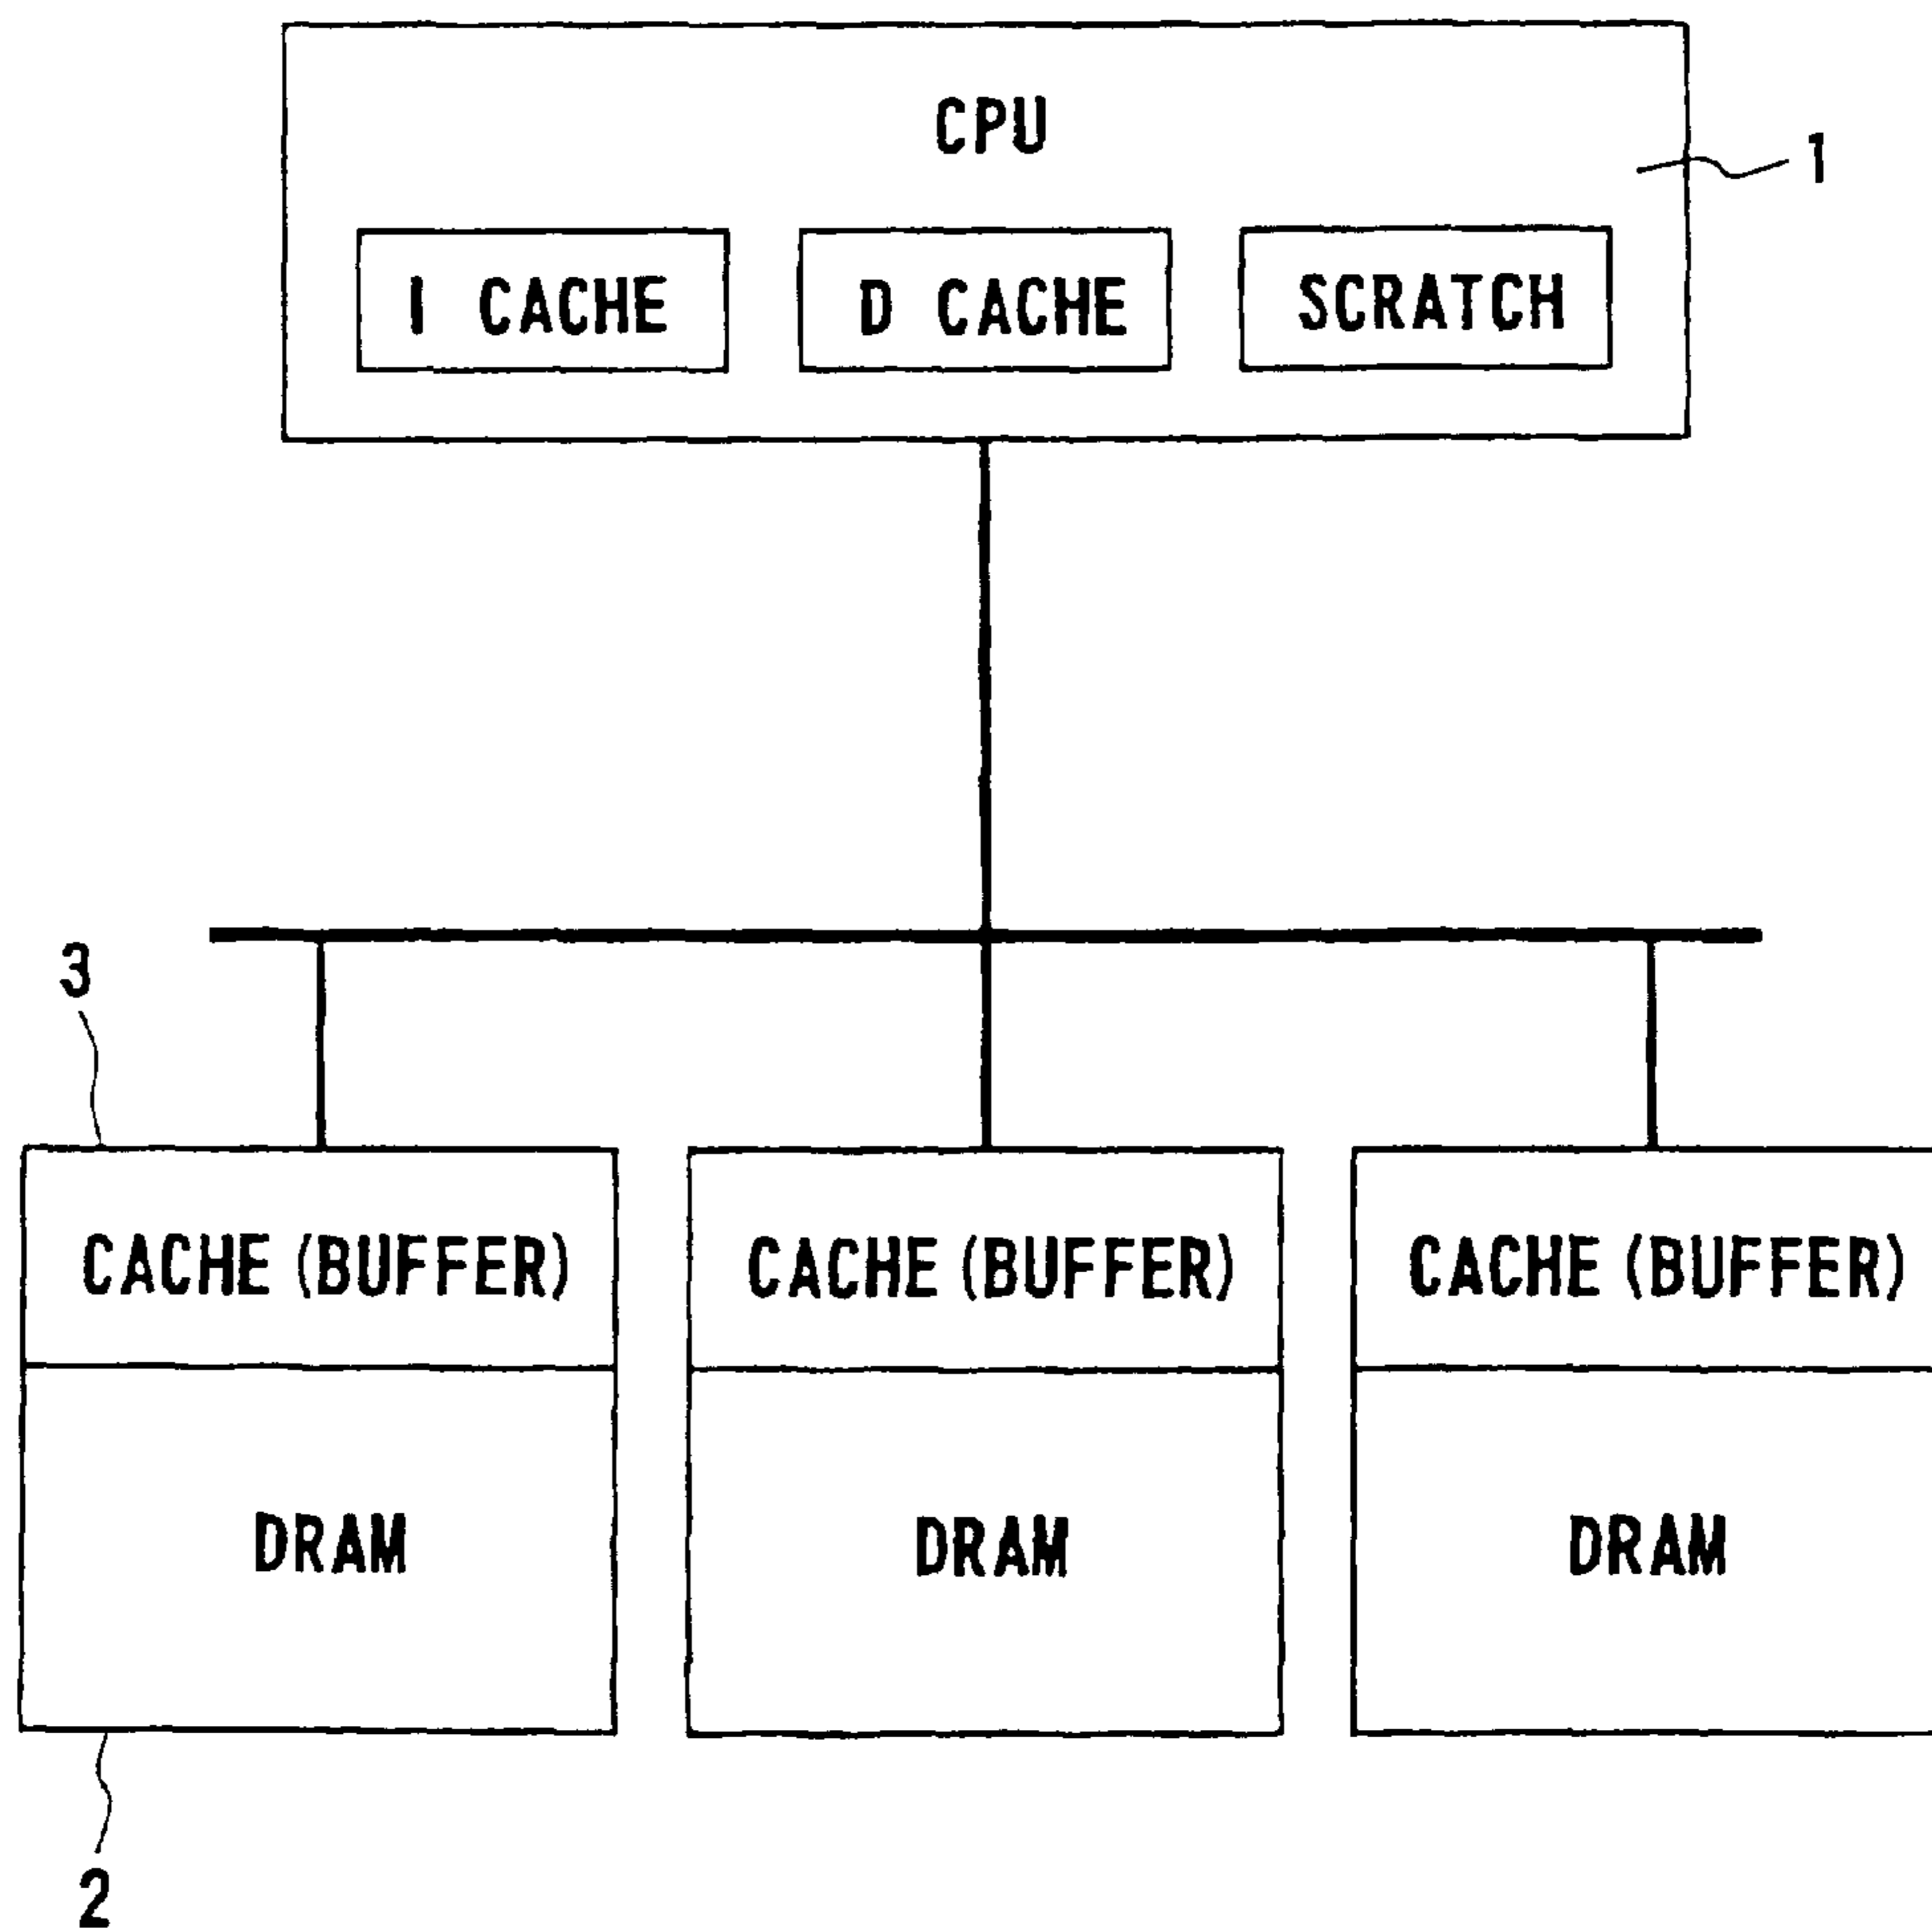 CPU
1
I CACHE
D CACHE
SCRATCH
3
CACHE (BUFFER)
CACHE (BUFFER)
CACHE (BUFFER)
DRAM
DRAM
DRAM
2